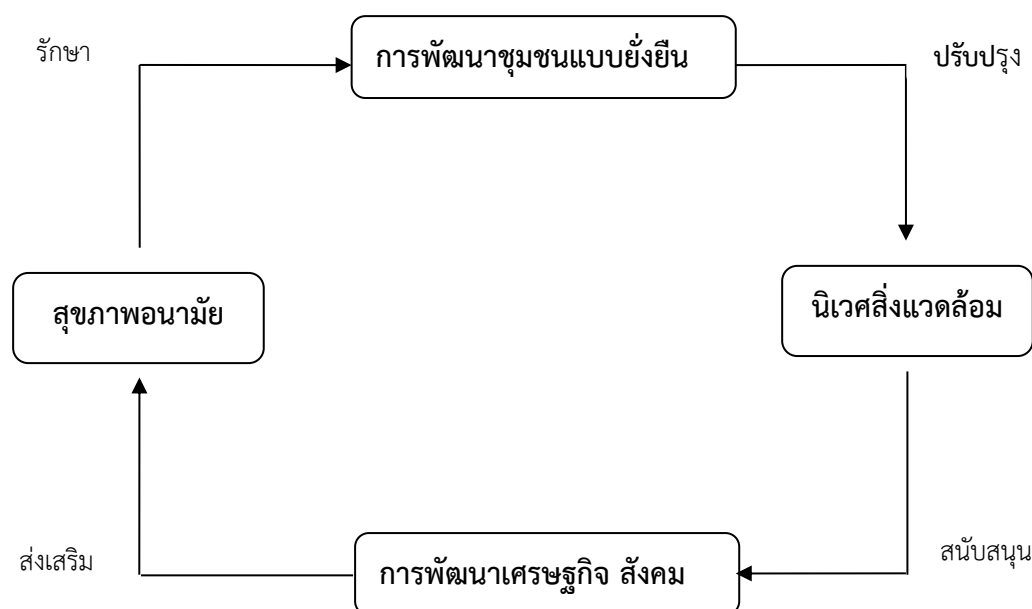 รักษา
การพัฒนาชุมชนแบบยั่งยืน
ปรับปรุง
สุขภาพอนามัย
นิเวศสิ่งแวดล้อม
ส่งเสริม
การพัฒนาเศรษฐกิจ สังคม
สนับสนุน